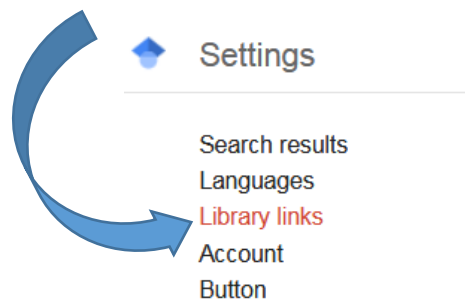 Settings
Search results
Languages
Library links
Account
Button